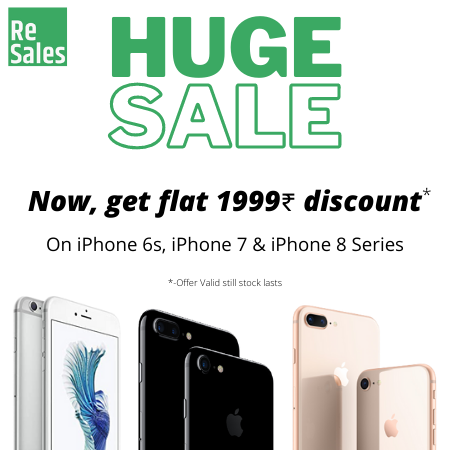 Re
Sales
HUGE
SALE
Now, get flat 1999₹ discount*
On iPhone 6s, iPhone 7 & iPhone 8 Series
*-Offer Valid still stock lasts